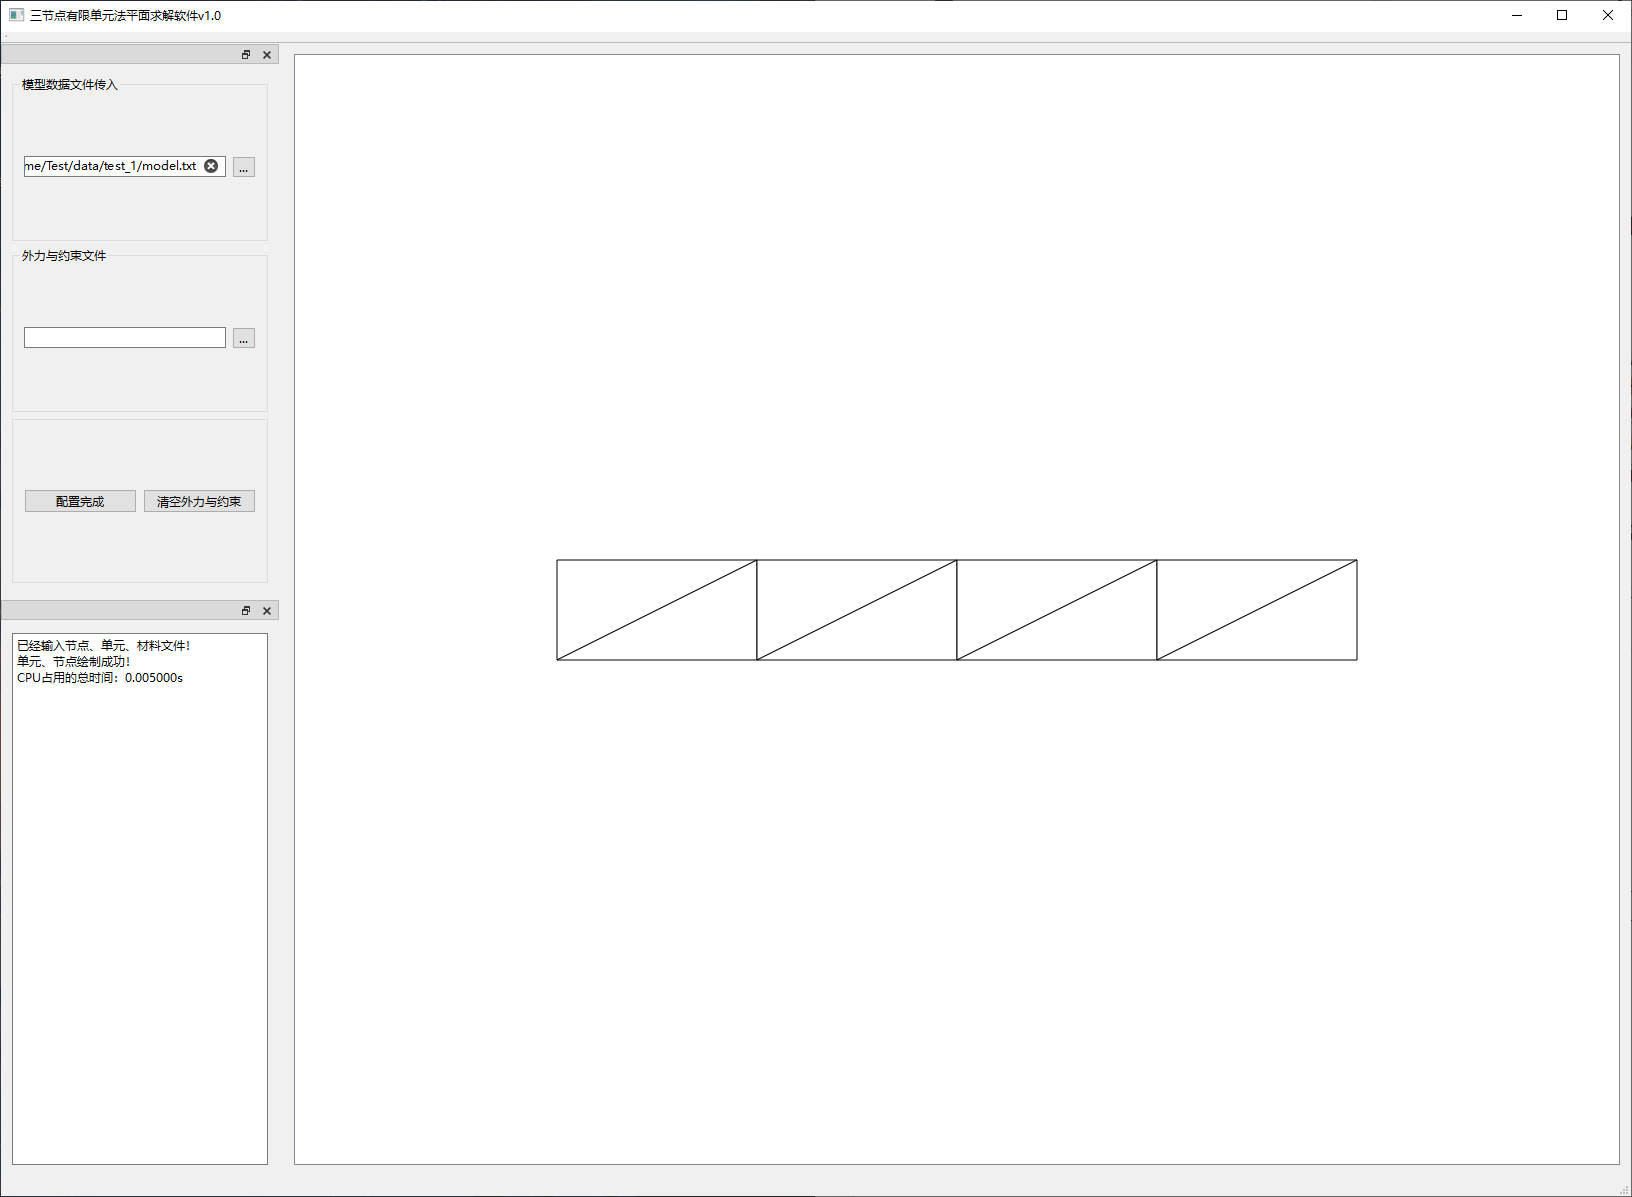 三节点有限单元法平面求解软件v1.0
模型数据文件传入
me/Test/data/test_1/model.txt
...
外力与约束文件
...
配置完成
清空外力与约束
已经输入节点、单元、材料文件！
单元、节点绘制成功！
CPU占用的总时间：0.005000s